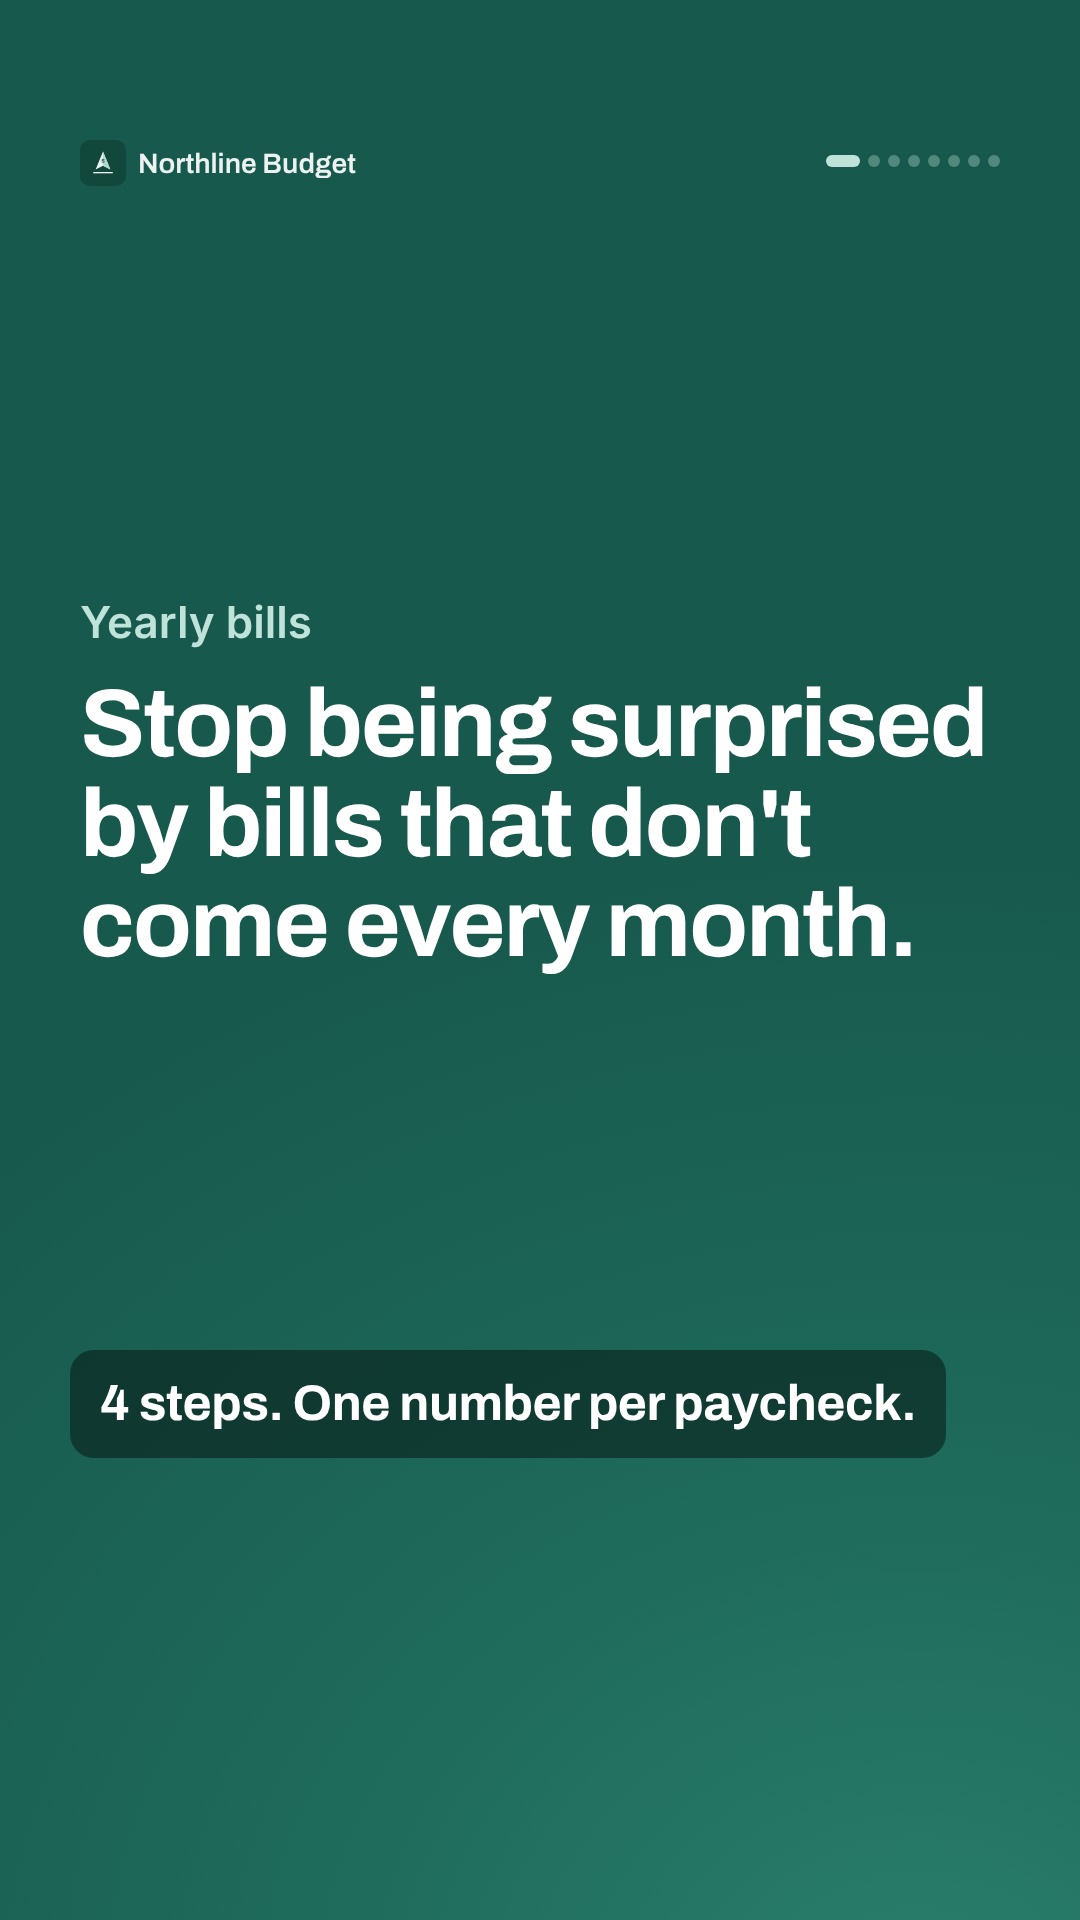 Northline Budget
Yearly bills
Stop being surprised
by bills that don't
come every month.
4 steps. One number per paycheck.